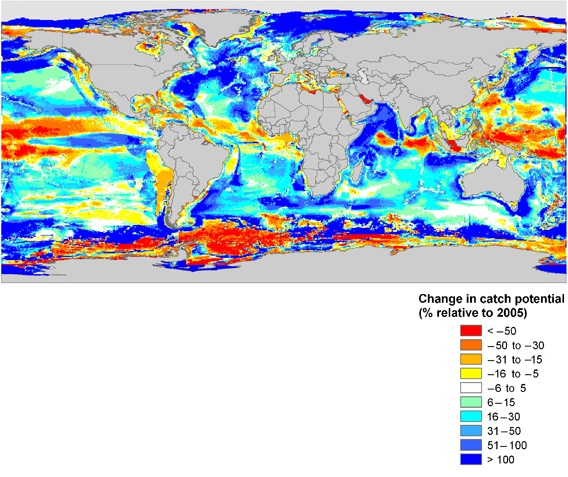 Change in catch potential
(% relative to 2005)
< –50
–50 to –30
–31 to –15
–16 to –5
–6 to 5
6–15
16–30
31–50
51–100
> 100